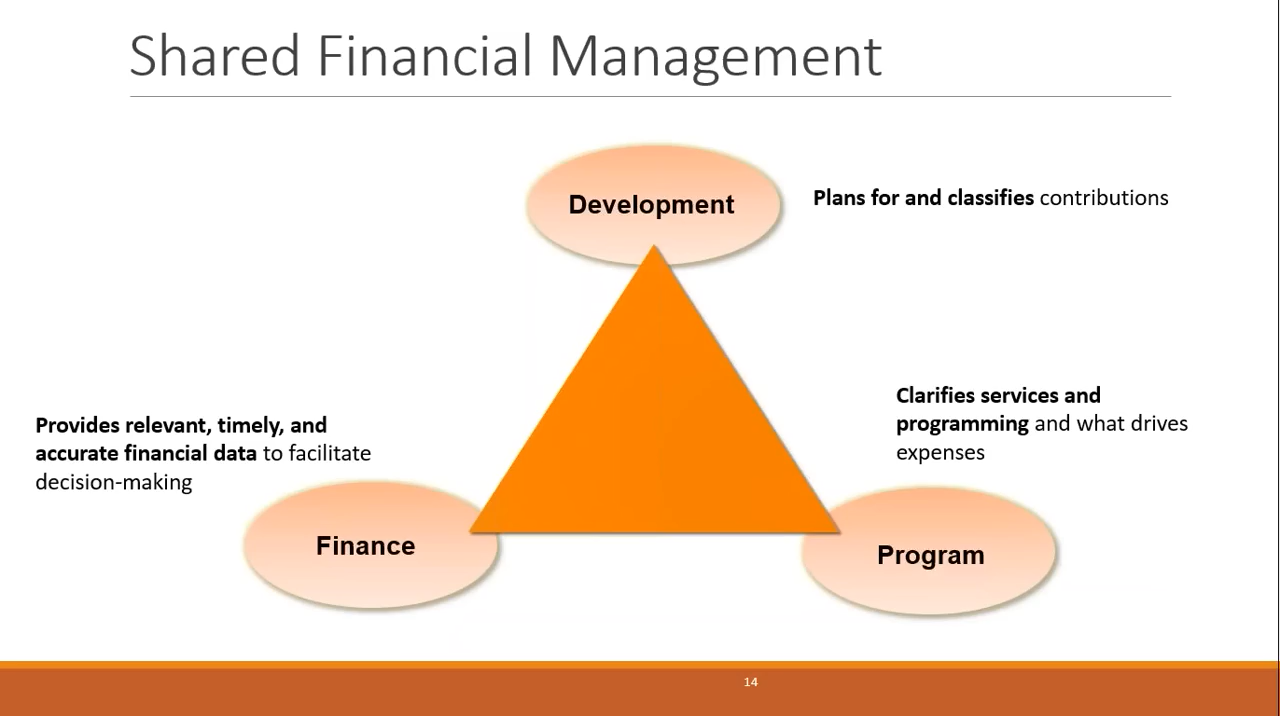 Shared Financial Management
Development
Plans for and classifies contributions
Clarifies services and
programming and what drives
expenses
Provides relevant, timely, and
accurate financial data to facilitate
decision-making
Finance
Program
14